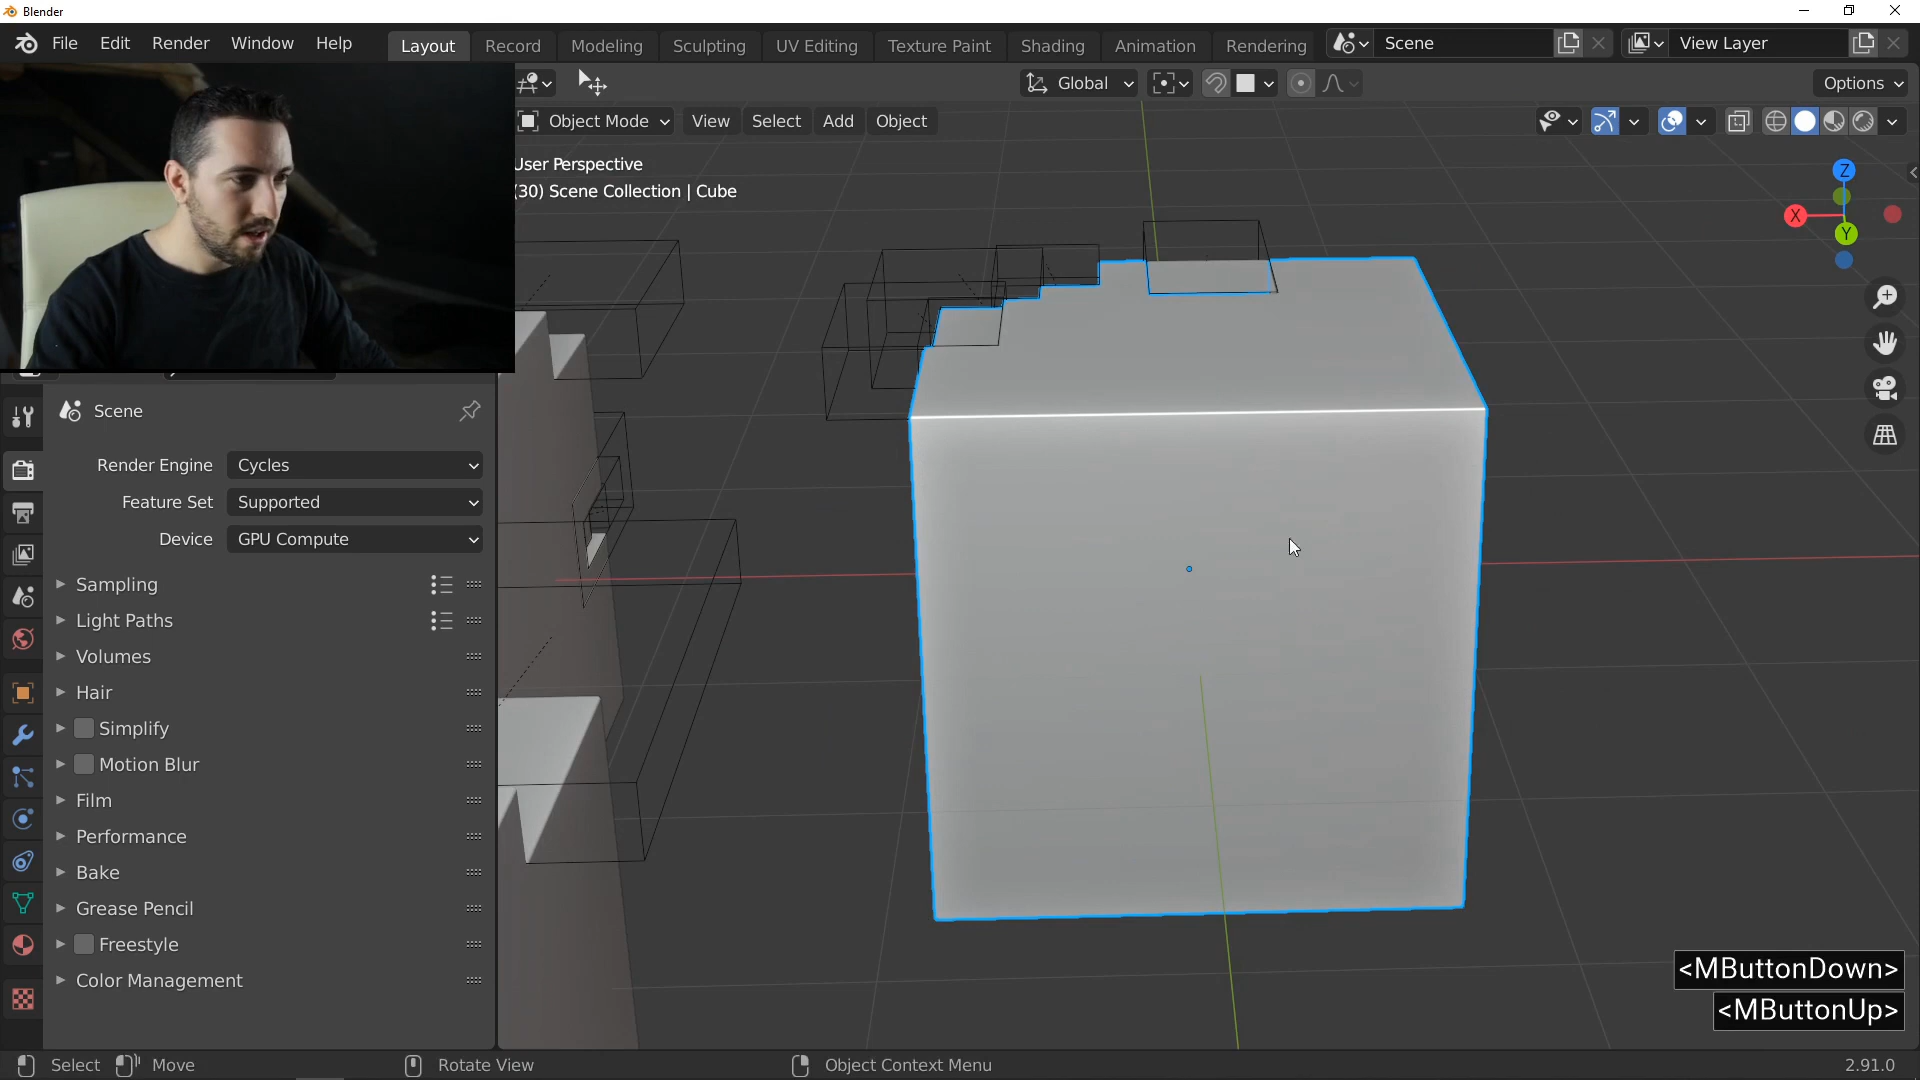 Blender
File Edit Render Window Help
Layout Record Modeling Sculpting UV Editing Texture Paint Shading Animation Rendering
Scene
View Layer
Global
Options
Object Mode View Select Add Object
User Perspective
(30) Scene Collection | Cube
Z
X
Y
Scene
Render Engine Cycles
Feature Set Supported
Device GPU Compute
Sampling
Light Paths
Volumes
Hair
Simplify
Motion Blur
Film
Performance
Bake
Grease Pencil
Freestyle
Color Management
<MButtonDown>
<MButtonUp>
Select Move Rotate View Object Context Menu 2.91.0